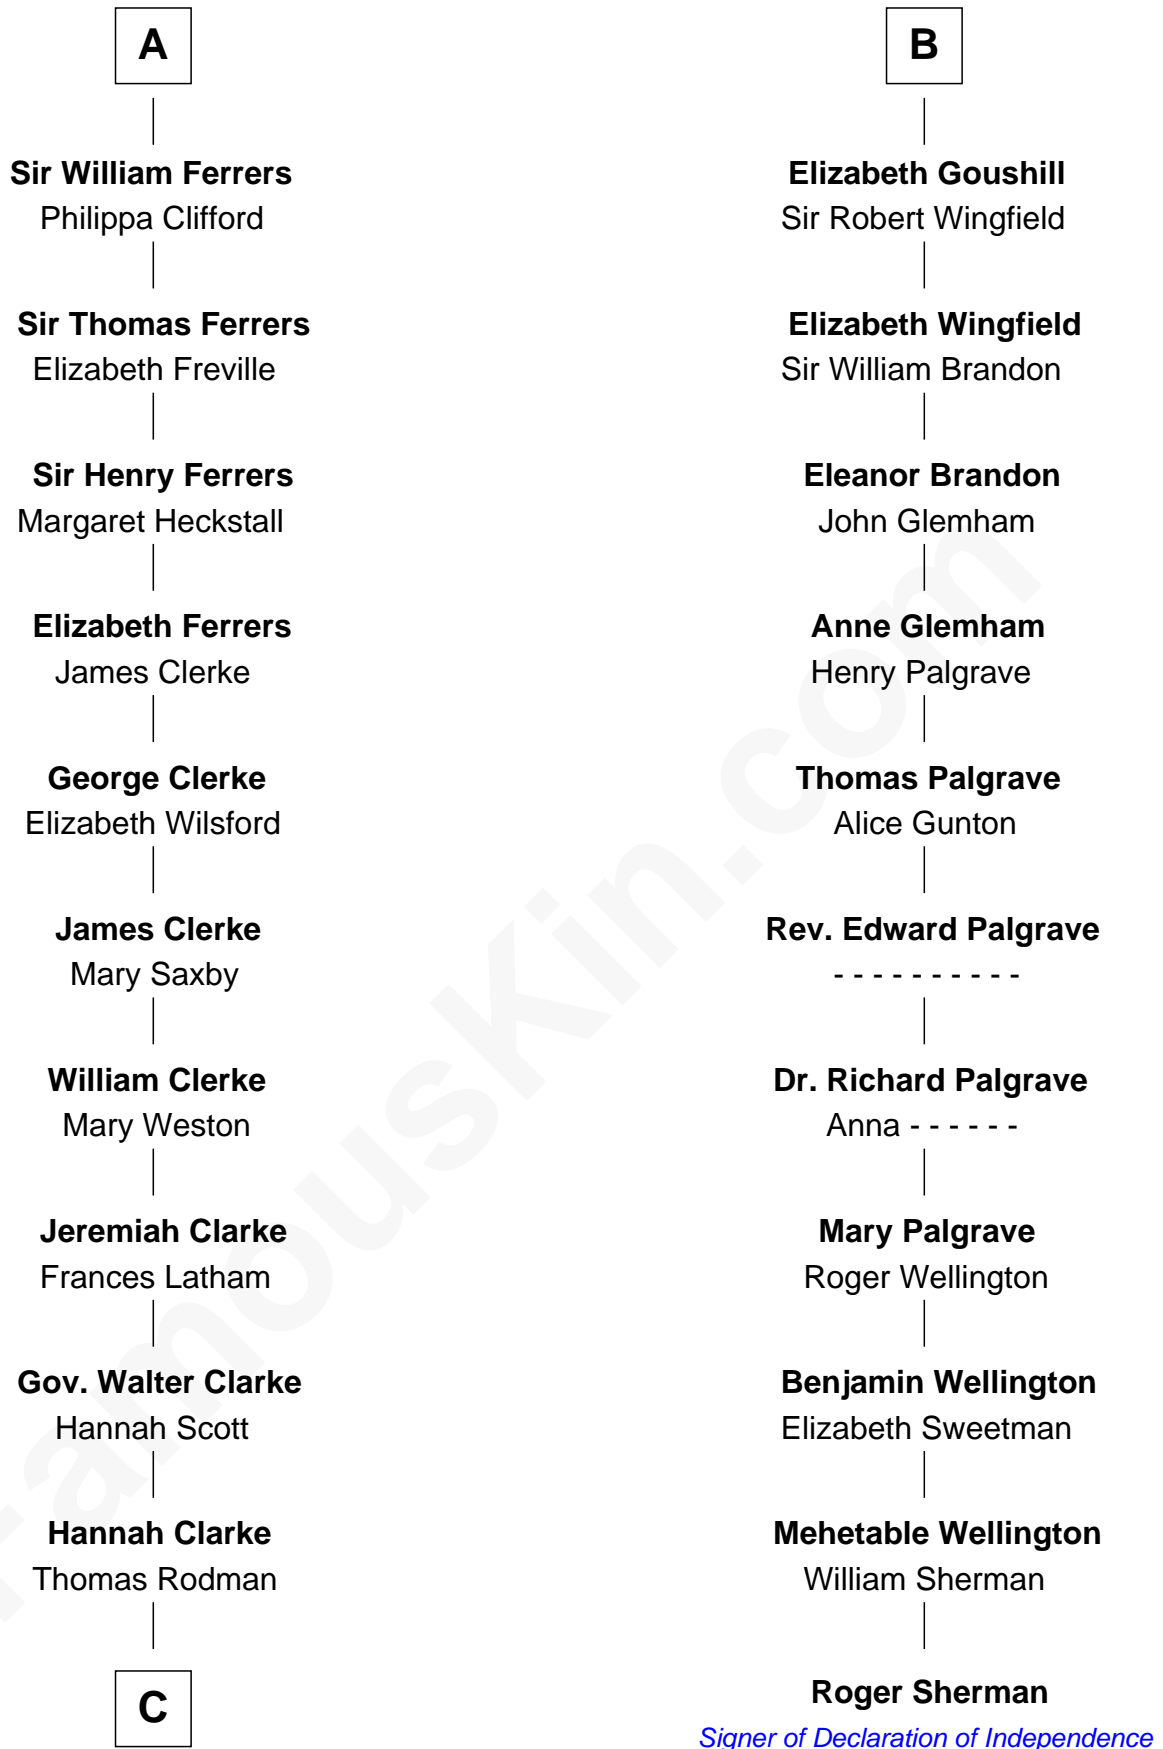 A
Sir William Ferrers
Philippa Clifford
Sir Thomas Ferrers
Elizabeth Freville
Sir Henry Ferrers
Margaret Heckstall
Elizabeth Ferrers
James Clerke
George Clerke
Elizabeth Wilsford
James Clerke
Mary Saxby
William Clerke
Mary Weston
Jeremiah Clarke
Frances Latham
Gov. Walter Clarke
Hannah Scott
Hannah Clarke
Thomas Rodman
C
B
Elizabeth Goushill
Sir Robert Wingfield
Elizabeth Wingfield
Sir William Brandon
Eleanor Brandon
John Glemham
Anne Glemham
Henry Palgrave
Thomas Palgrave
Alice Gunton
Rev. Edward Palgrave
- - - - - - - - - -
Dr. Richard Palgrave
Anna - - - - - -
Mary Palgrave
Roger Wellington
Benjamin Wellington
Elizabeth Sweetman
Mehetable Wellington
William Sherman
Roger Sherman
Signer of Declaration of Independence
FamousKin.com